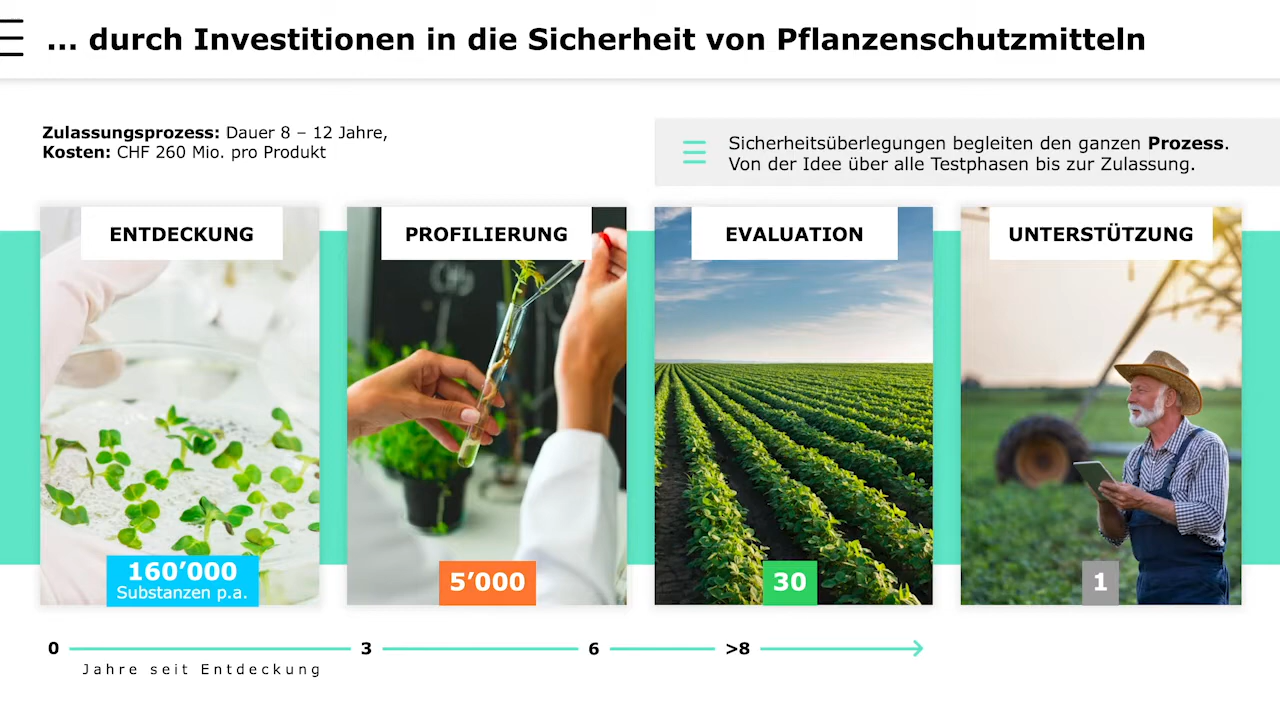 ... durch Investitionen in die Sicherheit von Pflanzenschutzmitteln
Zulassungsprozess: Dauer 8 – 12 Jahre,
Kosten: CHF 260 Mio. pro Produkt
Sicherheitsüberlegungen begleiten den ganzen Prozess.
Von der Idee über alle Testphasen bis zur Zulassung.
ENTDECKUNG
PROFILIERUNG
EVALUATION
UNTERSTÜTZUNG
CH₃
160’000
Substanzen p.a.
5’000
30
1
0
3
6
>8
Jahre seit Entdeckung